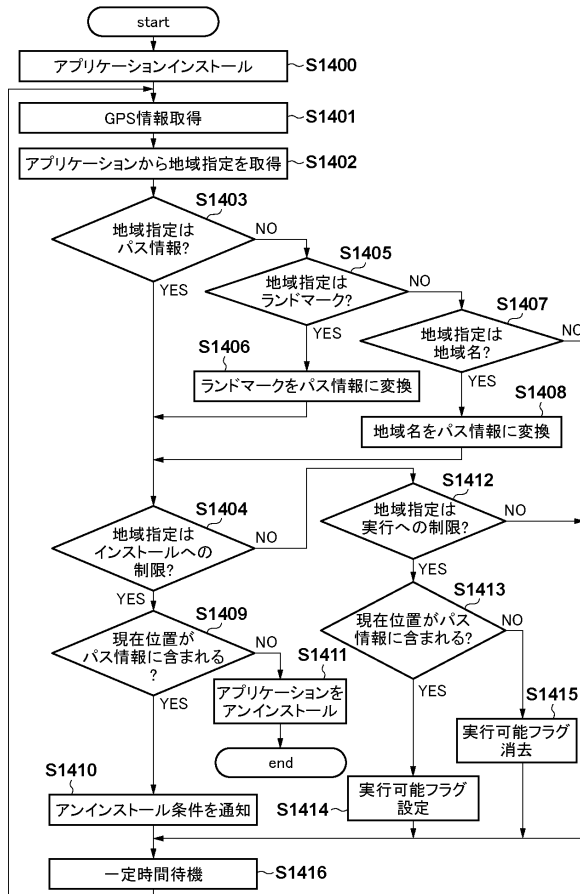 start
アプリケーションインストール
S1400
GPS情報取得
S1401
アプリケーションから地域指定を取得
S1402
S1403
地域指定は
パス情報?
NO
YES
S1405
地域指定は
ランドマーク?
NO
YES
S1407
地域指定は
地域名?
NO
YES
S1406
ランドマークをパス情報に変換
S1408
地域名をパス情報に変換
S1404
地域指定は
インストールへの
制限?
NO
YES
S1412
地域指定は
実行への制限?
NO
YES
S1409
現在位置が
パス情報に含まれる
?
NO
YES
S1413
現在位置がパス
情報に含まれる?
NO
YES
S1411
アプリケーションを
アンインストール
end
S1415
実行可能フラグ
消去
S1410
アンインストール条件を通知
S1414
実行可能フラグ
設定
一定時間待機
S1416